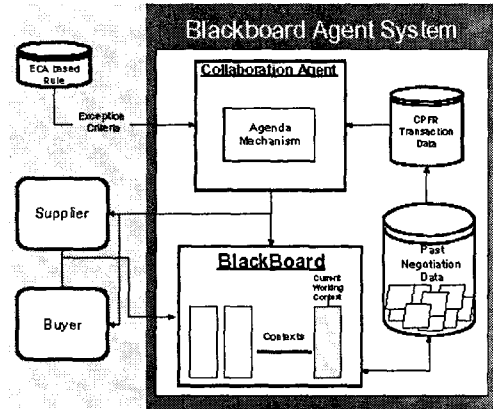 Blackboard Agent System
ECA based
Rule
Collaboration Agent
Exception
Criteria
Agenda
Mechanism
CPFR
Transaction
Data
Supplier
BlackBoard
Past
Negotiation
Data
Current
Working
Context
Buyer
Contexts